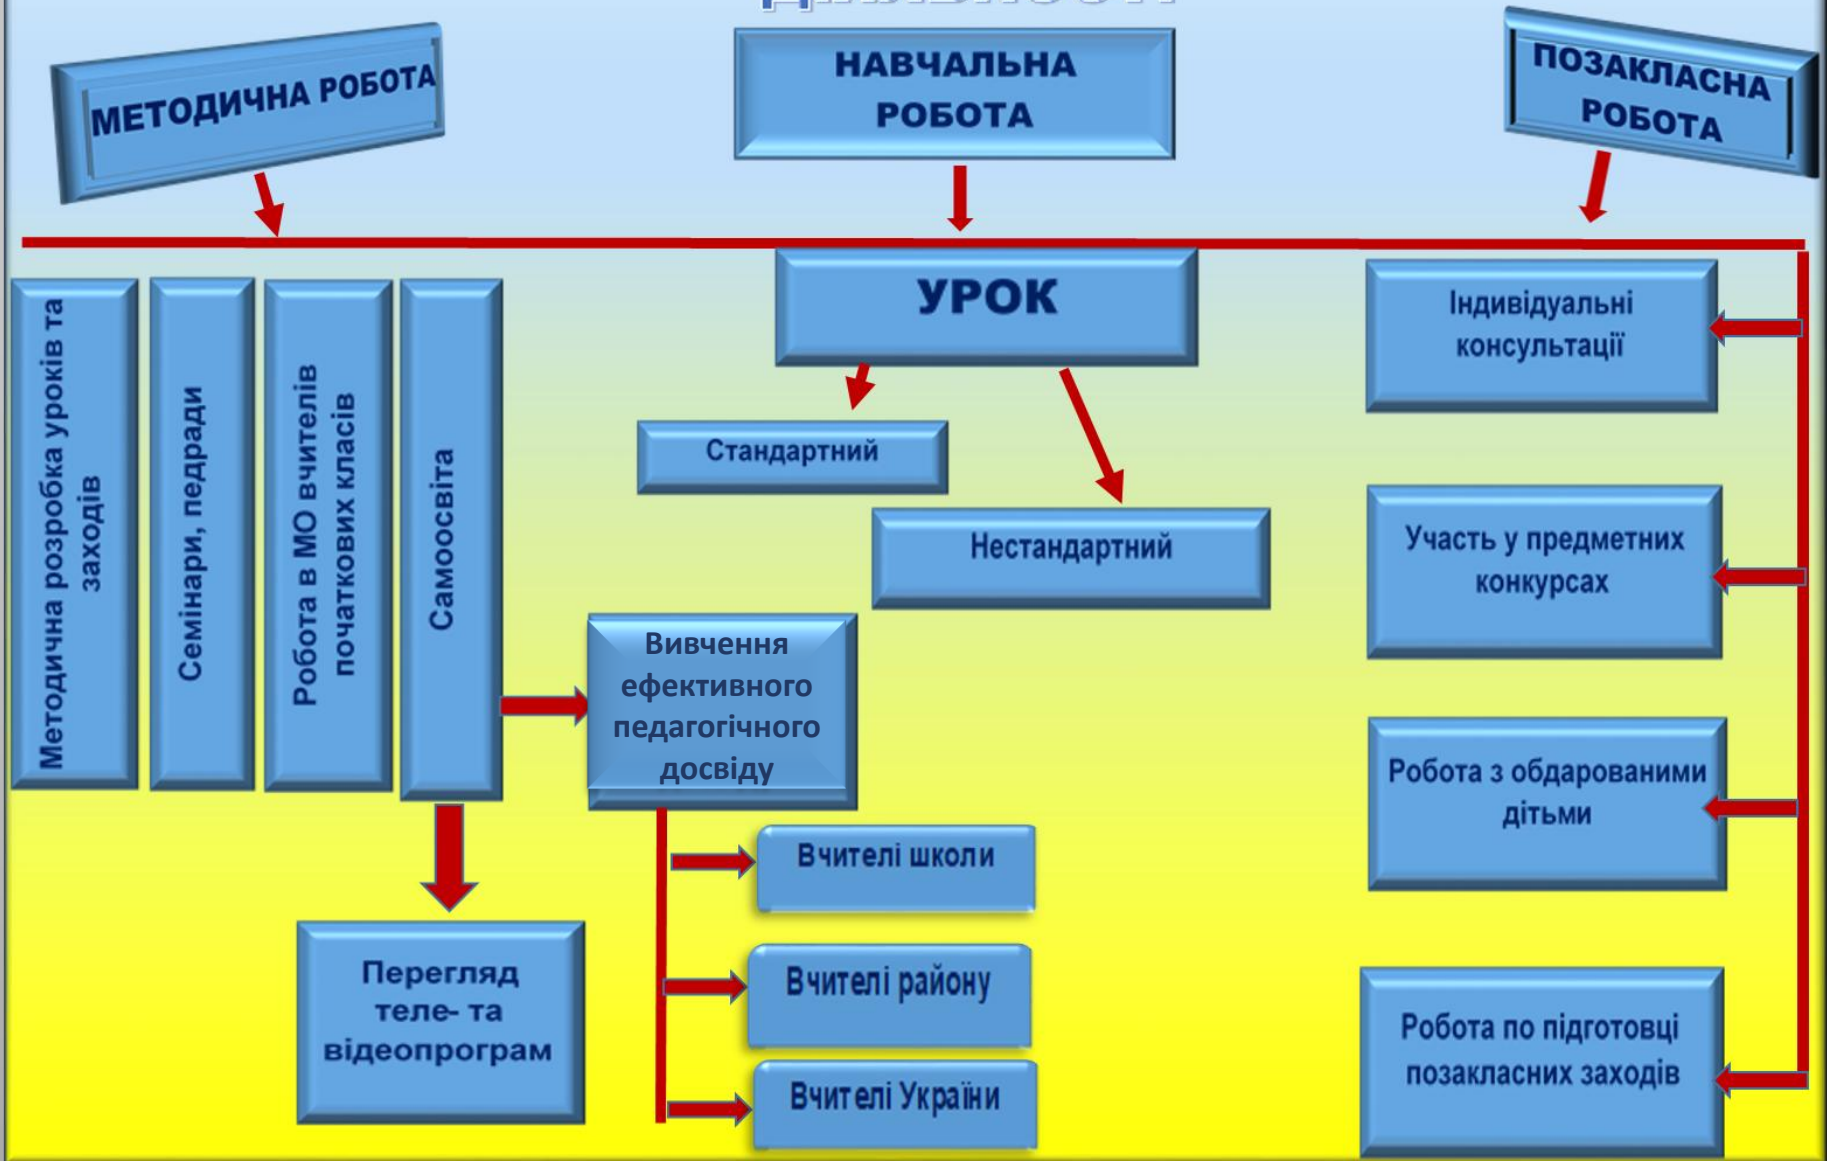 ДІЯЛЬНОСТІ
МЕТОДИЧНА РОБОТА
НАВЧАЛЬНА
РОБОТА
ПОЗАКЛАСНА
РОБОТА
Методична розробка уроків та
заходів
Семінари, педради
Робота в МО вчителів
початкових класів
Самоосвіта
УРОК
Стандартний
Нестандартний
Вивчення
ефективного
педагогічного
досвіду
Вчителі школи
Вчителі району
Вчителі України
Перегляд
теле- та
відеопрограм
Індивідуальні
консультації
Участь у предметних
конкурсах
Робота з обдарованими
дітьми
Робота по підготовці
позакласних заходів